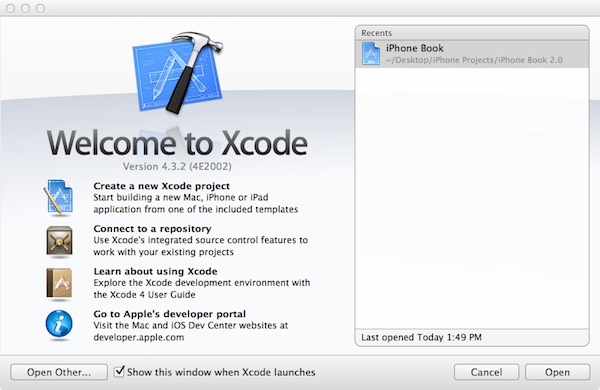 Welcome to Xcode
Version 4.3.2 (4E2002)
Create a new Xcode project
Start building a new Mac, iPhone or iPad
application from one of the included templates
Connect to a repository
Use Xcode's integrated source control features to
work with your existing projects
Learn about using Xcode
Explore the Xcode development environment with
the Xcode 4 User Guide
Go to Apple's developer portal
Visit the Mac and iOS Dev Center websites at
developer.apple.com
Recents
iPhone Book
~/Desktop/iPhone Projects/iPhone Book 2.0
Last opened Today 1:49 PM
Open Other...
Show this window when Xcode launches
Cancel
Open